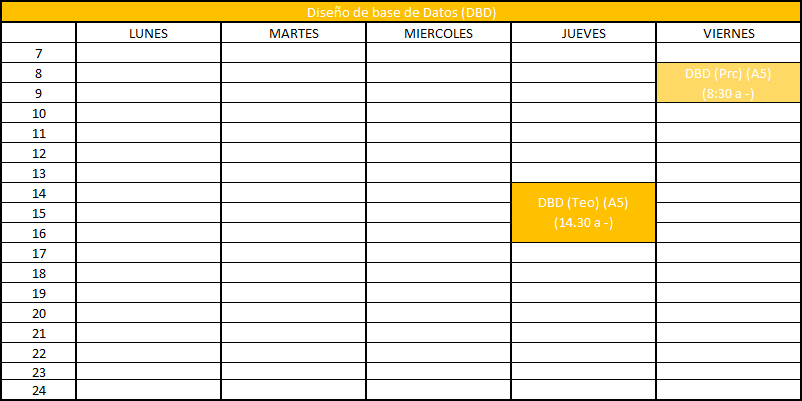 Diseño de base de Datos (DBD)
LUNES MARTES MIERCOLES JUEVES VIERNES
7
8 DBD (Prc) (A5)
9 (8:30 a -)
10
11
12
13
14
15 DBD (Teo) (A5)
16 (14.30 a -)
17
18
19
20
21
22
23
24